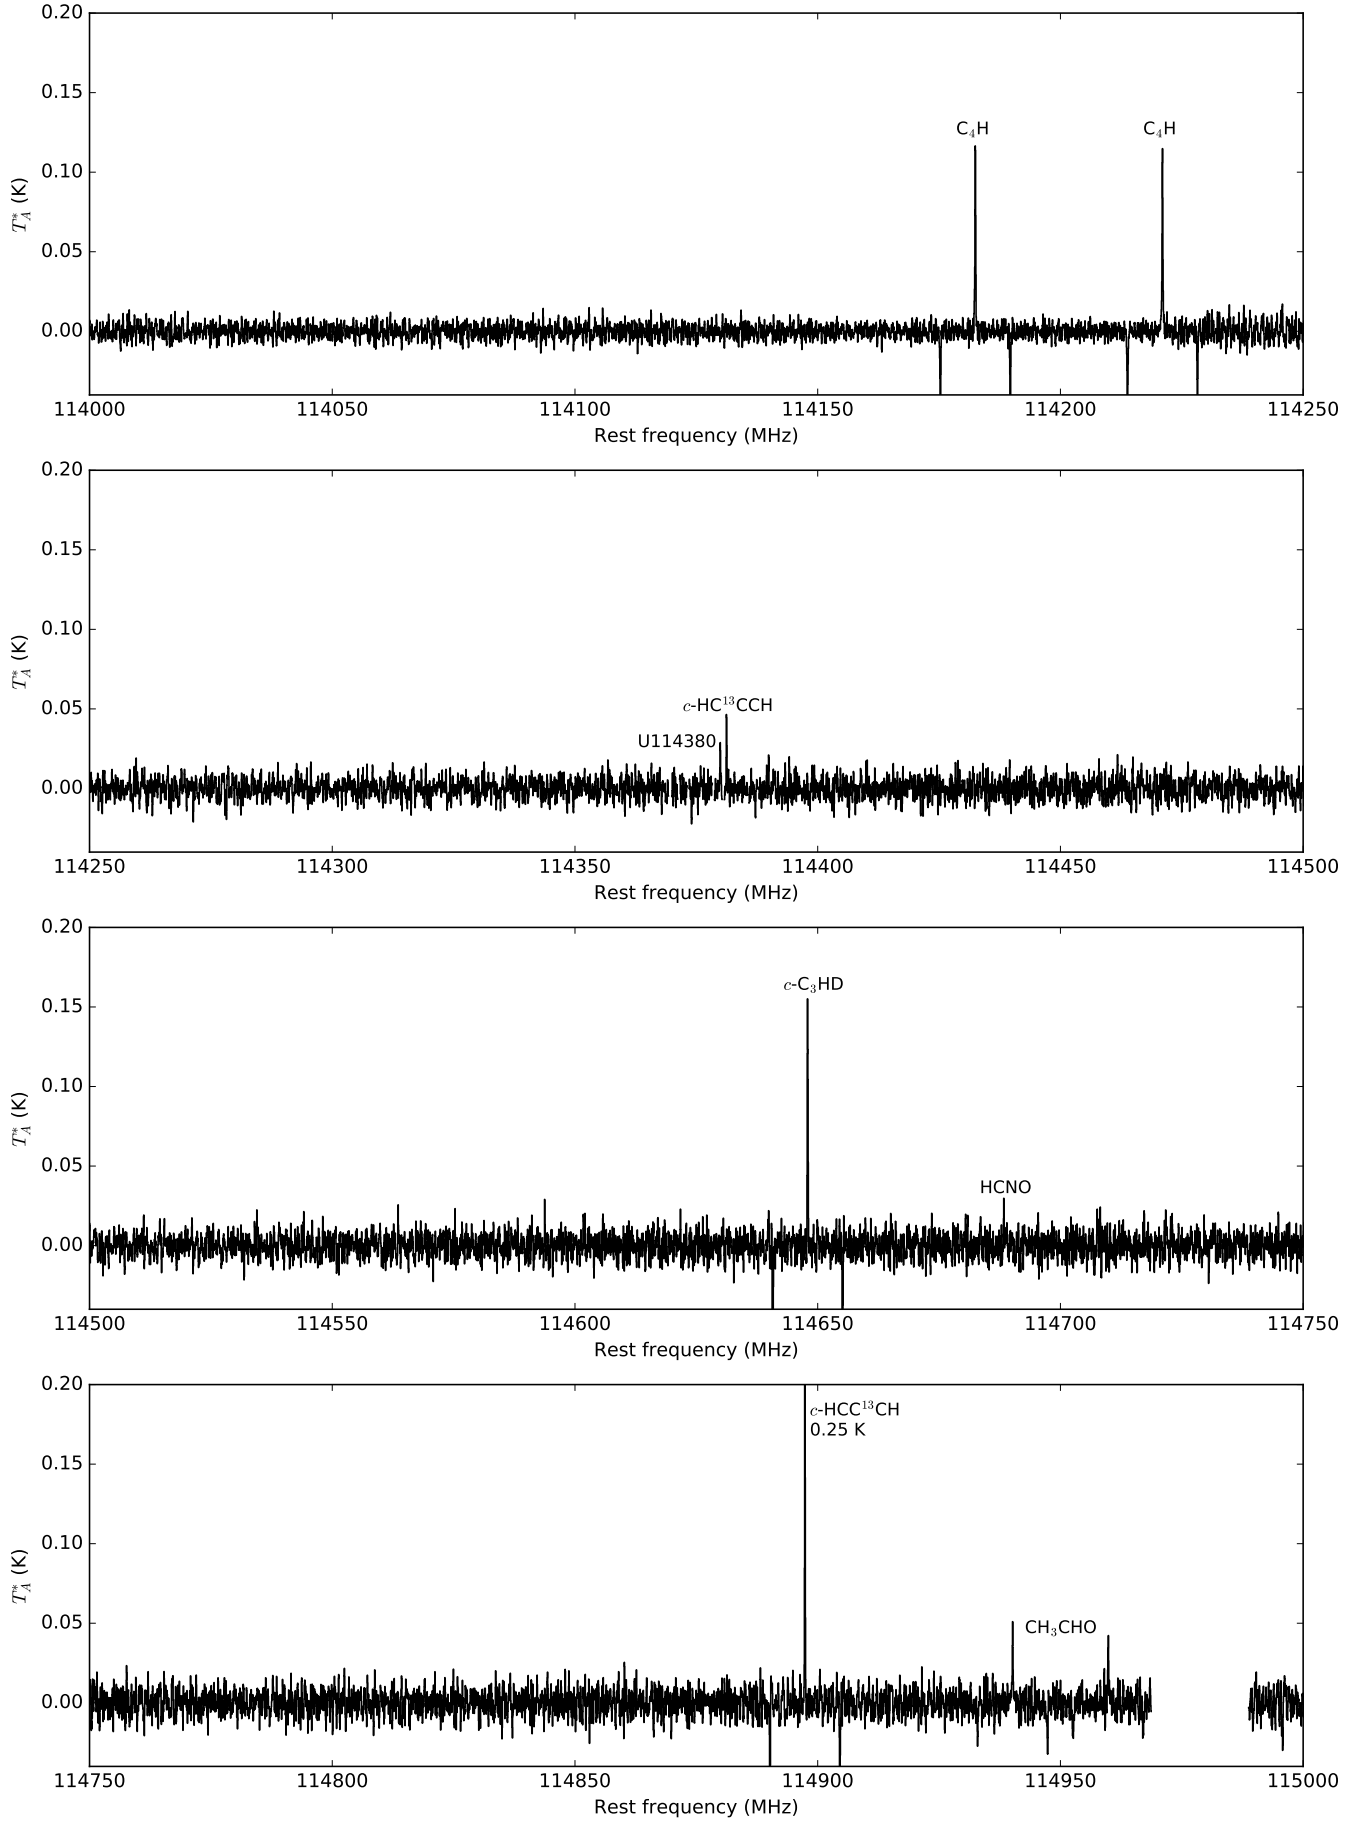 0.20
0.15
C₄H C₄H
0.10
T*A (K)
0.05
0.00
114000 114050 114100 114150 114200 114250
Rest frequency (MHz)
0.20
0.15
0.10
T*A (K)
0.05
c-HC¹³CCH
U114380
0.00
114250 114300 114350 114400 114450 114500
Rest frequency (MHz)
0.20
c-C₃HD
0.15
0.10
T*A (K)
0.05
HCNO
0.00
114500 114550 114600 114650 114700 114750
Rest frequency (MHz)
0.20
c-HCC¹³CH
0.25 K
0.15
0.10
T*A (K)
0.05
CH₃CHO
0.00
114750 114800 114850 114900 114950 115000
Rest frequency (MHz)